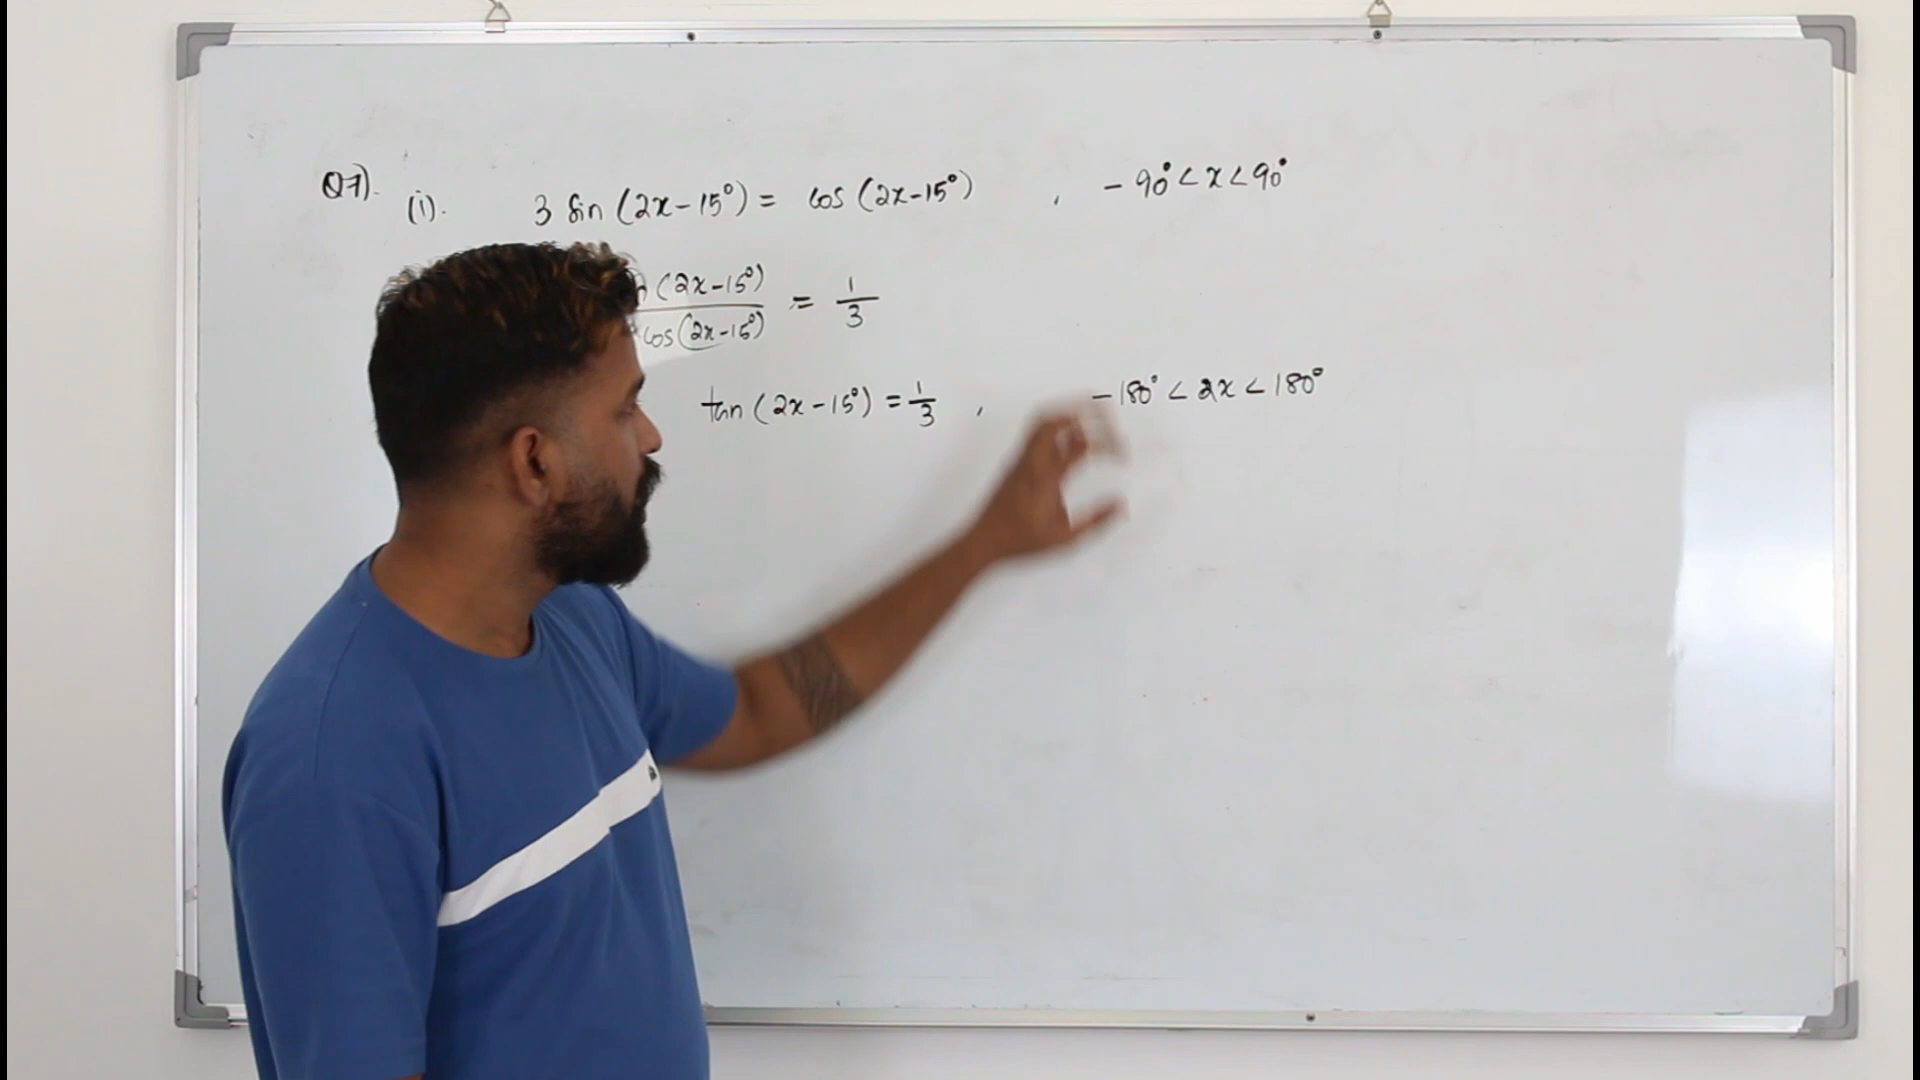 Q7). (i). 3 Sin (2x-15°) = cos (2x-15°) , -90° < x < 90°
(2x-15°) / cos(2x-15°) = 1/3
tan (2x-15°) = 1/3 , -180° < 2x < 180°